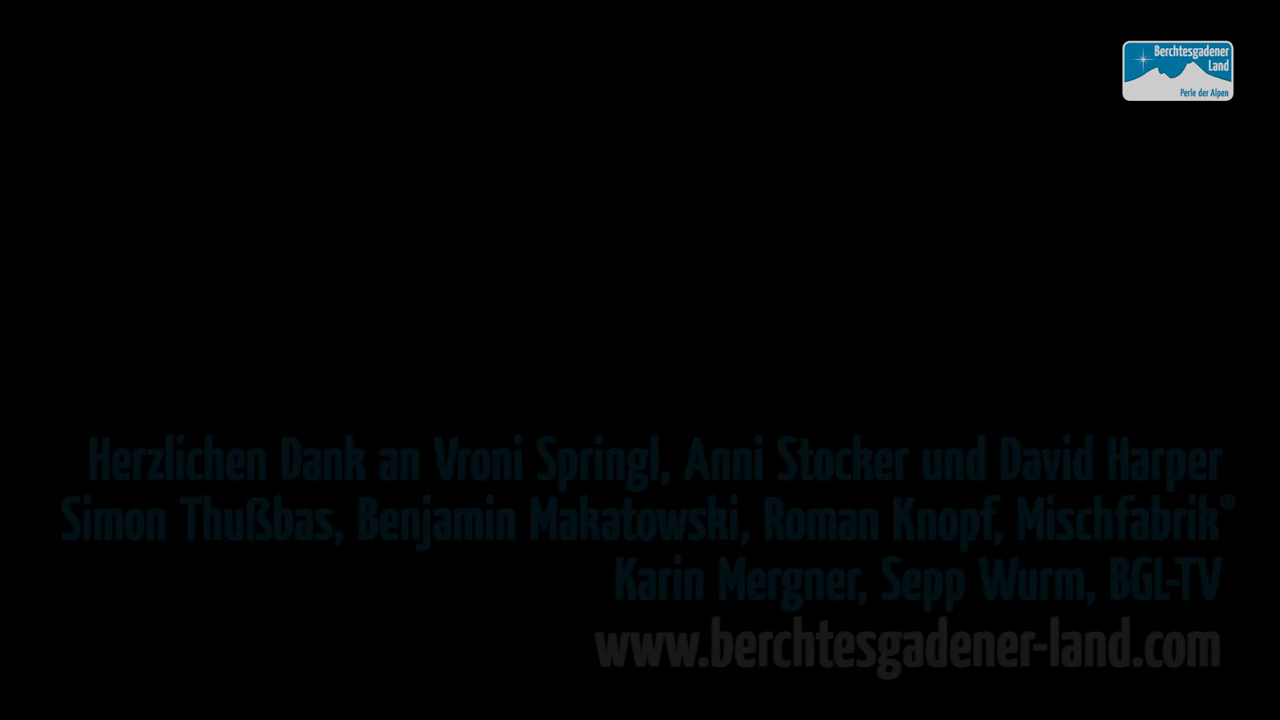 Berchtesgadener
Land
Perle der Alpen
Herzlichen Dank an Vroni Springl, Anni Stocker und David Harper
Simon Thußbas, Benjamin Makatowski, Roman Knopf, Mischfabrik®
Karin Mergner, Sepp Wurm, BGL-TV
www.berchtesgadener-land.com